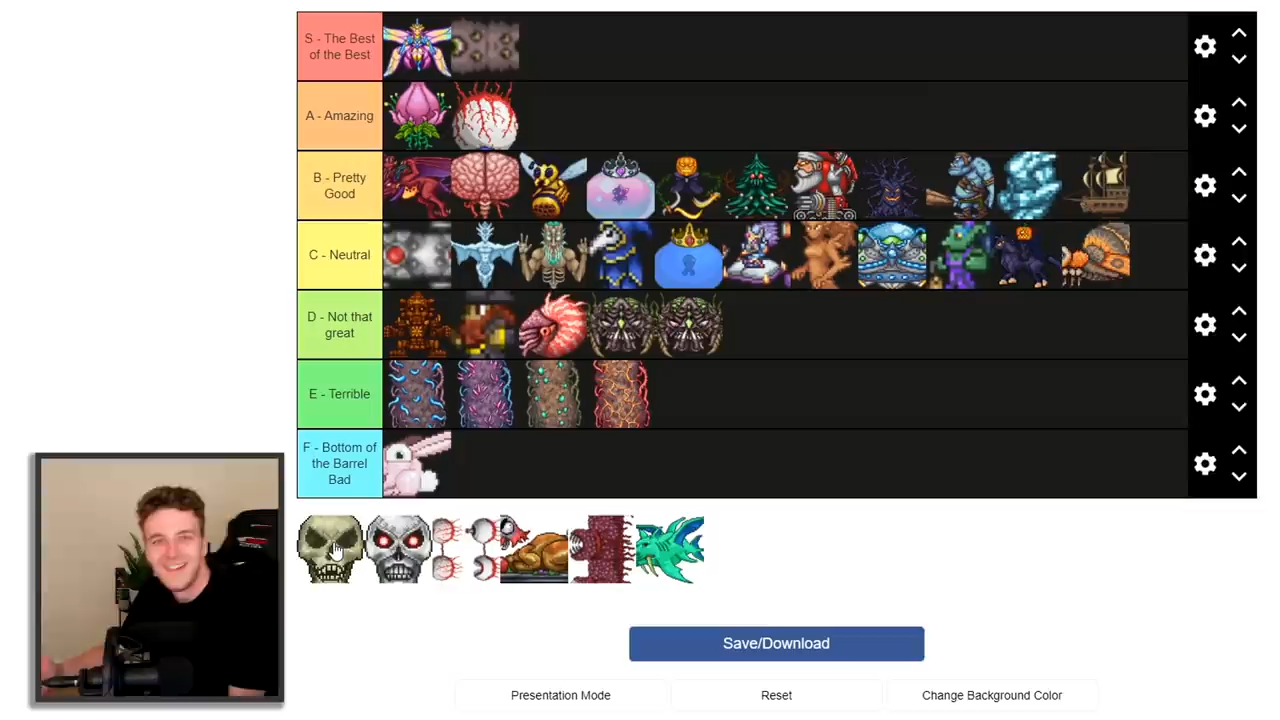 S - The Best
of the Best
A - Amazing
B - Pretty
Good
C - Neutral
D - Not that
great
E - Terrible
F - Bottom of
the Barrel
Bad
Save/Download
Presentation Mode
Reset
Change Background Color